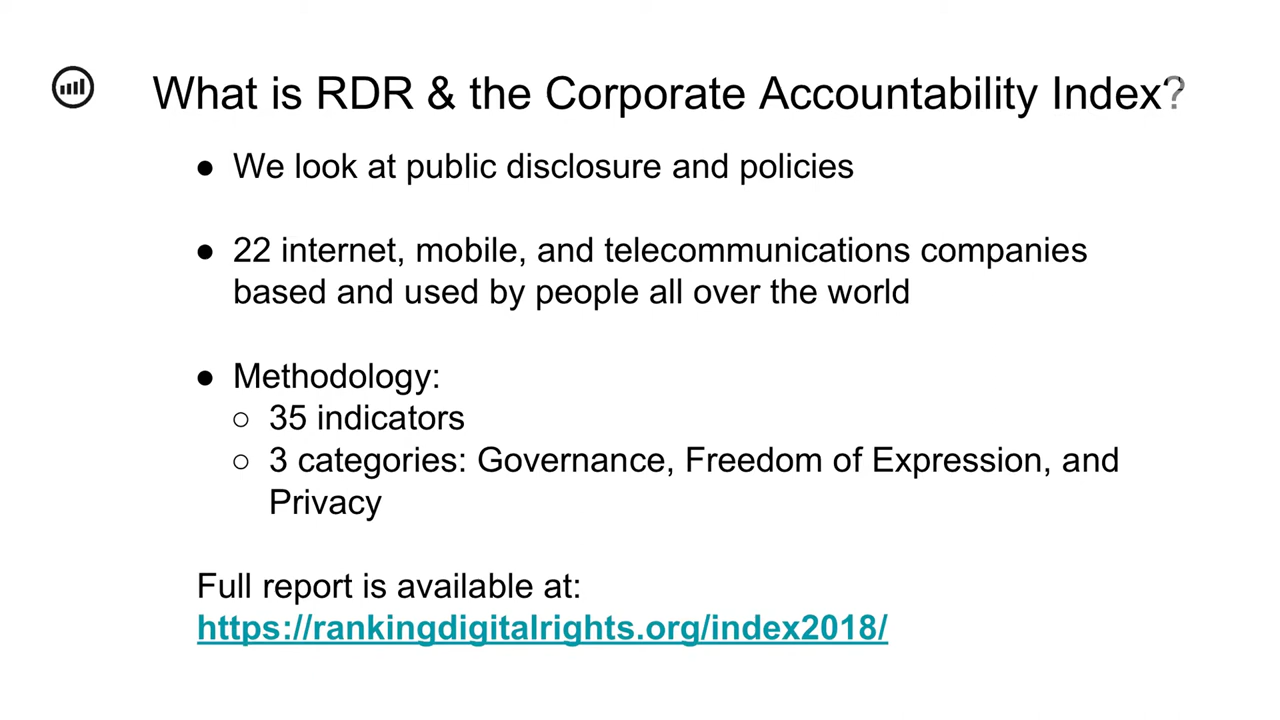 What is RDR & the Corporate Accountability Index?
● We look at public disclosure and policies
● 22 internet, mobile, and telecommunications companies
based and used by people all over the world
● Methodology:
○ 35 indicators
○ 3 categories: Governance, Freedom of Expression, and
Privacy
Full report is available at:
https://rankingdigitalrights.org/index2018/